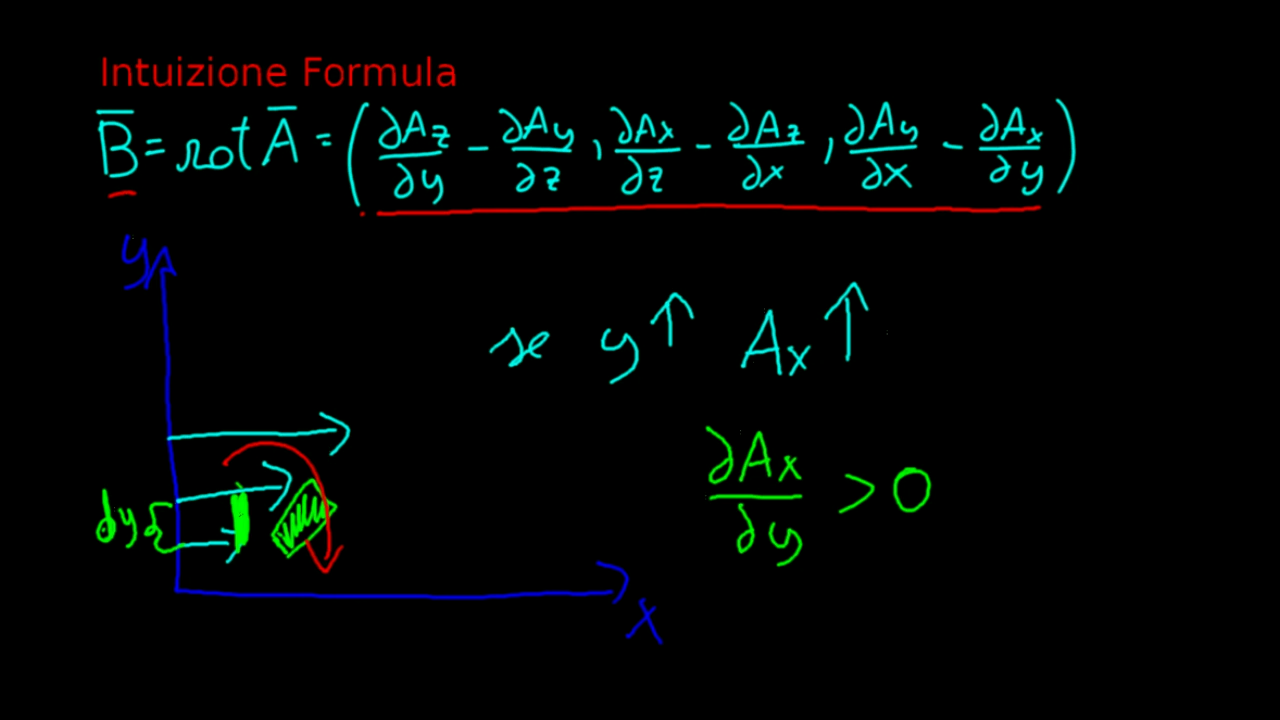 Intuizione Formula
B̅ = rot A̅ = (∂Az/∂y - ∂Ay/∂z, ∂Ax/∂z - ∂Az/∂x, ∂Ay/∂x - ∂Ax/∂y)
y
se y↑ Ax↑
∂Ax/∂y > 0
dy {
x